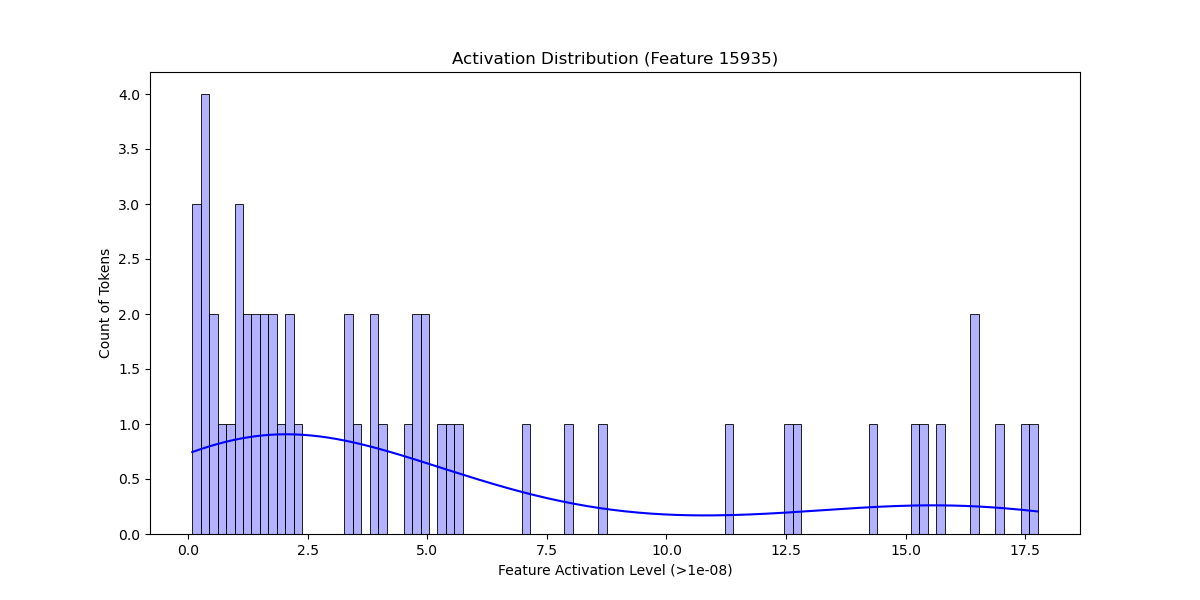 Activation Distribution (Feature 15935)
4.0
3.5
3.0
2.5
2.0
1.5
1.0
0.5
0.0
Count of Tokens
0.0 2.5 5.0 7.5 10.0 12.5 15.0 17.5
Feature Activation Level (>1e-08)